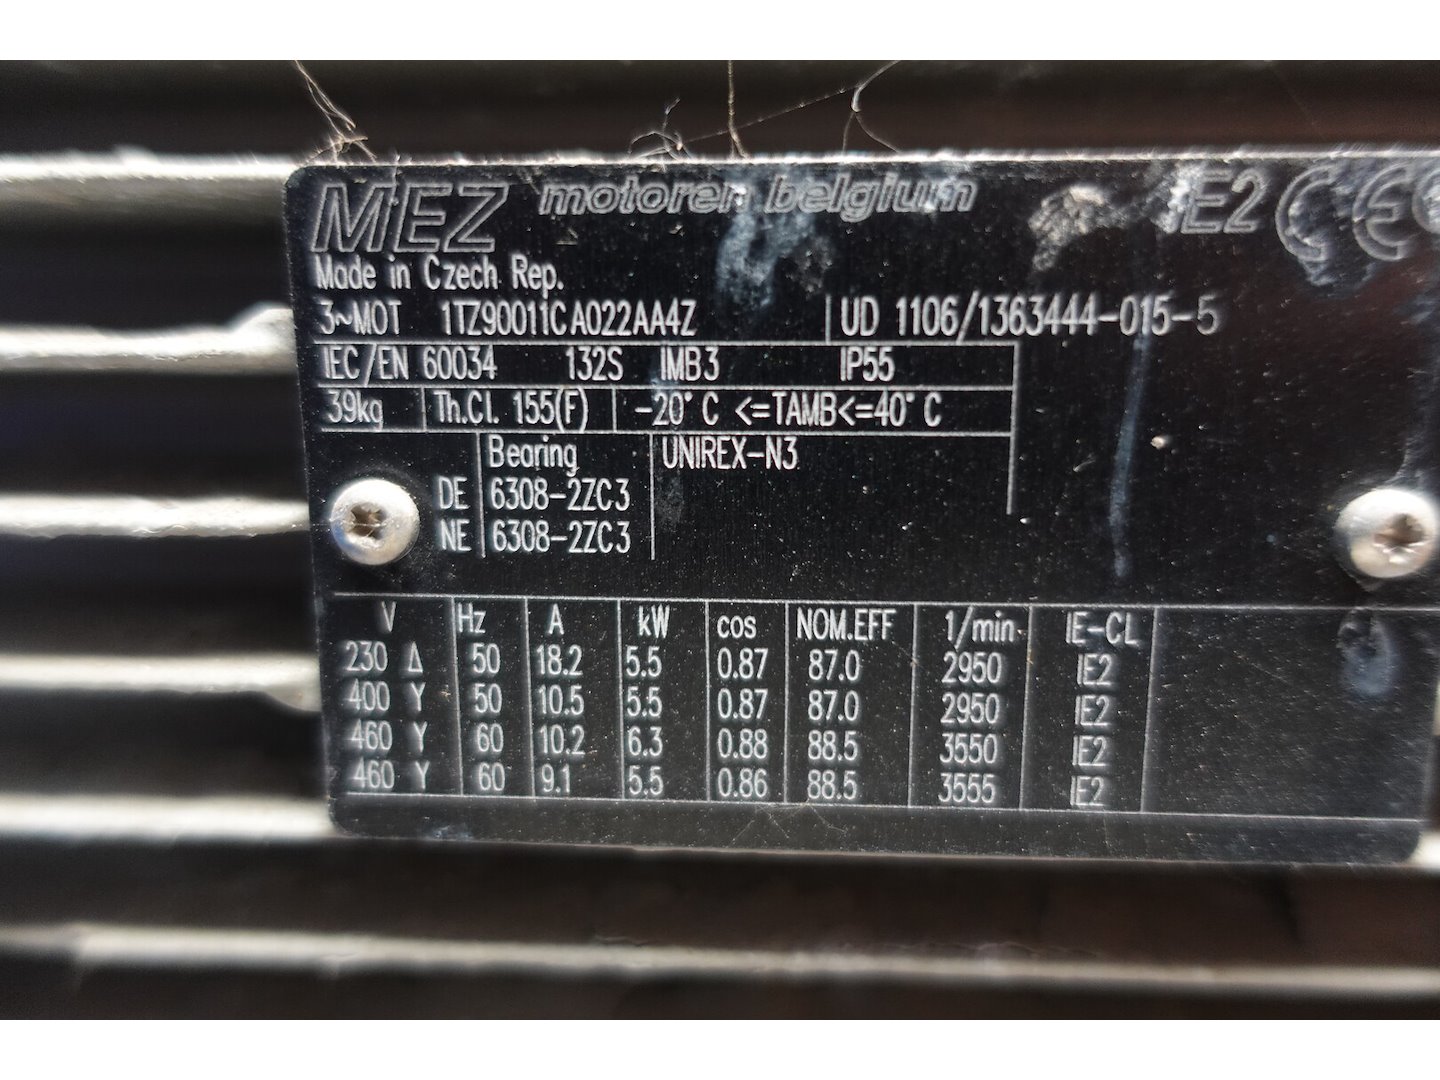 MEZ motoren belgium IE2 CE
Made in Czech Rep.
3~MOT 1TZ90011CA022AA4Z UD 1106/1363444-015-5
IEC/EN 60034 132S IMB3 IP55
39kg Th.Cl. 155(F) -20°C <=TAMB<=40°C
Bearing UNIREX-N3
DE 6308-2ZC3
NE 6308-2ZC3
V Hz A kW cos NOM.EFF 1/min IE-CL
230 Δ 50 18.2 5.5 0.87 87.0 2950 IE2
400 Y 50 10.5 5.5 0.87 87.0 2950 IE2
460 Y 60 10.2 6.3 0.88 88.5 3550 IE2
460 Y 60 9.1 5.5 0.86 88.5 3555 IE2